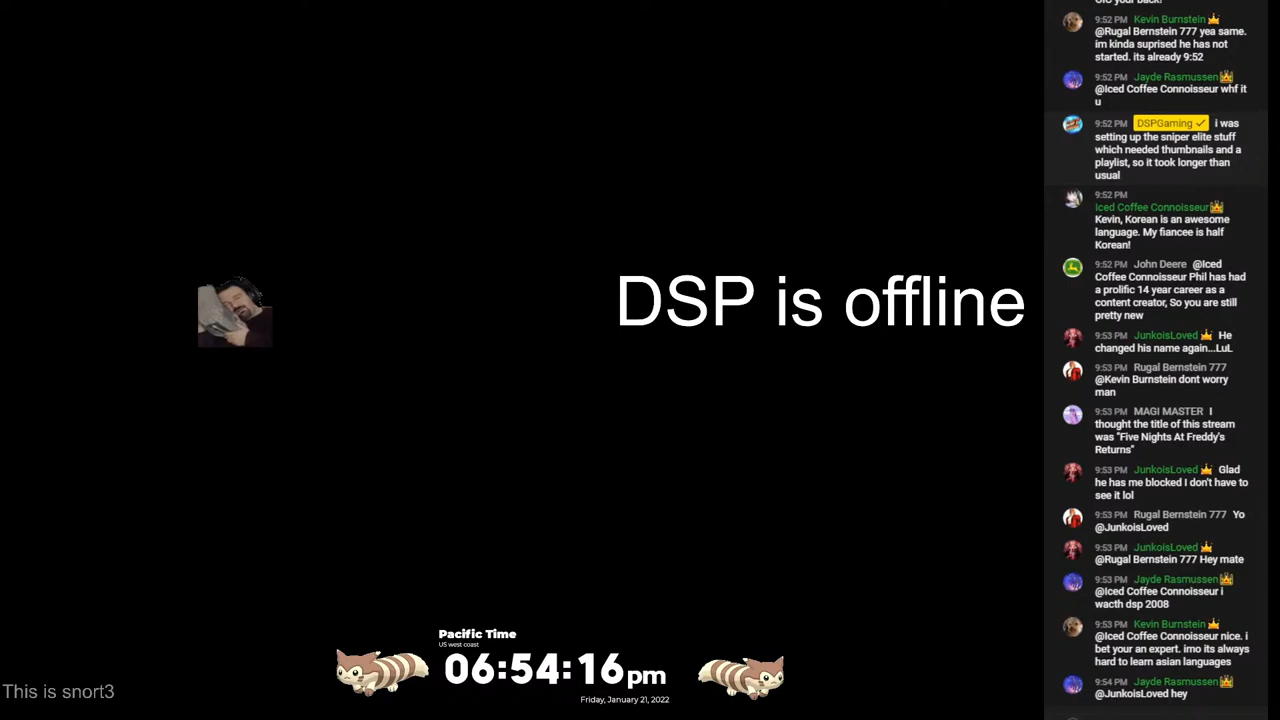 DSP is offline
Pacific Time
US west coast
06:54:16pm
Friday, January 21, 2022
This is snort3
9:52 PM Kevin Burnstein
@Rugal Bernstein 777 yea same.
im kinda suprised he has not
started. its already 9:52
9:52 PM Jayde Rasmussen
@Iced Coffee Connoisseur whf it
u
9:52 PM DSPGaming i was
setting up the sniper elite stuff
which needed thumbnails and a
playlist, so it took longer than
usual
9:52 PM
Iced Coffee Connoisseur
Kevin, Korean is an awesome
language. My fiancee is half
Korean!
9:52 PM John Deere @Iced
Coffee Connoisseur Phil has had
a prolific 14 year career as a
content creator, So you are still
pretty new
9:53 PM JunkoisLoved He
changed his name again...LuL
9:53 PM Rugal Bernstein 777
@Kevin Burnstein dont worry
man
9:53 PM MAGI MASTER I
thought the title of this stream
was "Five Nights At Freddy's
Returns"
9:53 PM JunkoisLoved Glad
he has me blocked I don't have to
see it lol
9:53 PM Rugal Bernstein 777 Yo
@JunkoisLoved
9:53 PM JunkoisLoved
@Rugal Bernstein 777 Hey mate
9:53 PM Jayde Rasmussen
@Iced Coffee Connoisseur i
wacth dsp 2008
9:53 PM Kevin Burnstein
@Iced Coffee Connoisseur nice. i
bet your an expert. imo its always
hard to learn asian languages
9:54 PM Jayde Rasmussen
@JunkoisLoved hey